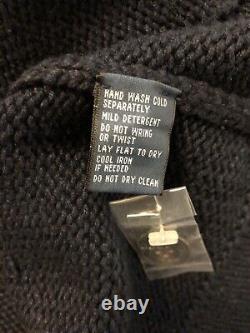 HAND WASH COLD
SEPARATELY
MILD DETERGENT
DO NOT WRING
OR TWIST
LAY FLAT TO DRY
COOL IRON
IF NEEDED
DO NOT DRY CLEAN